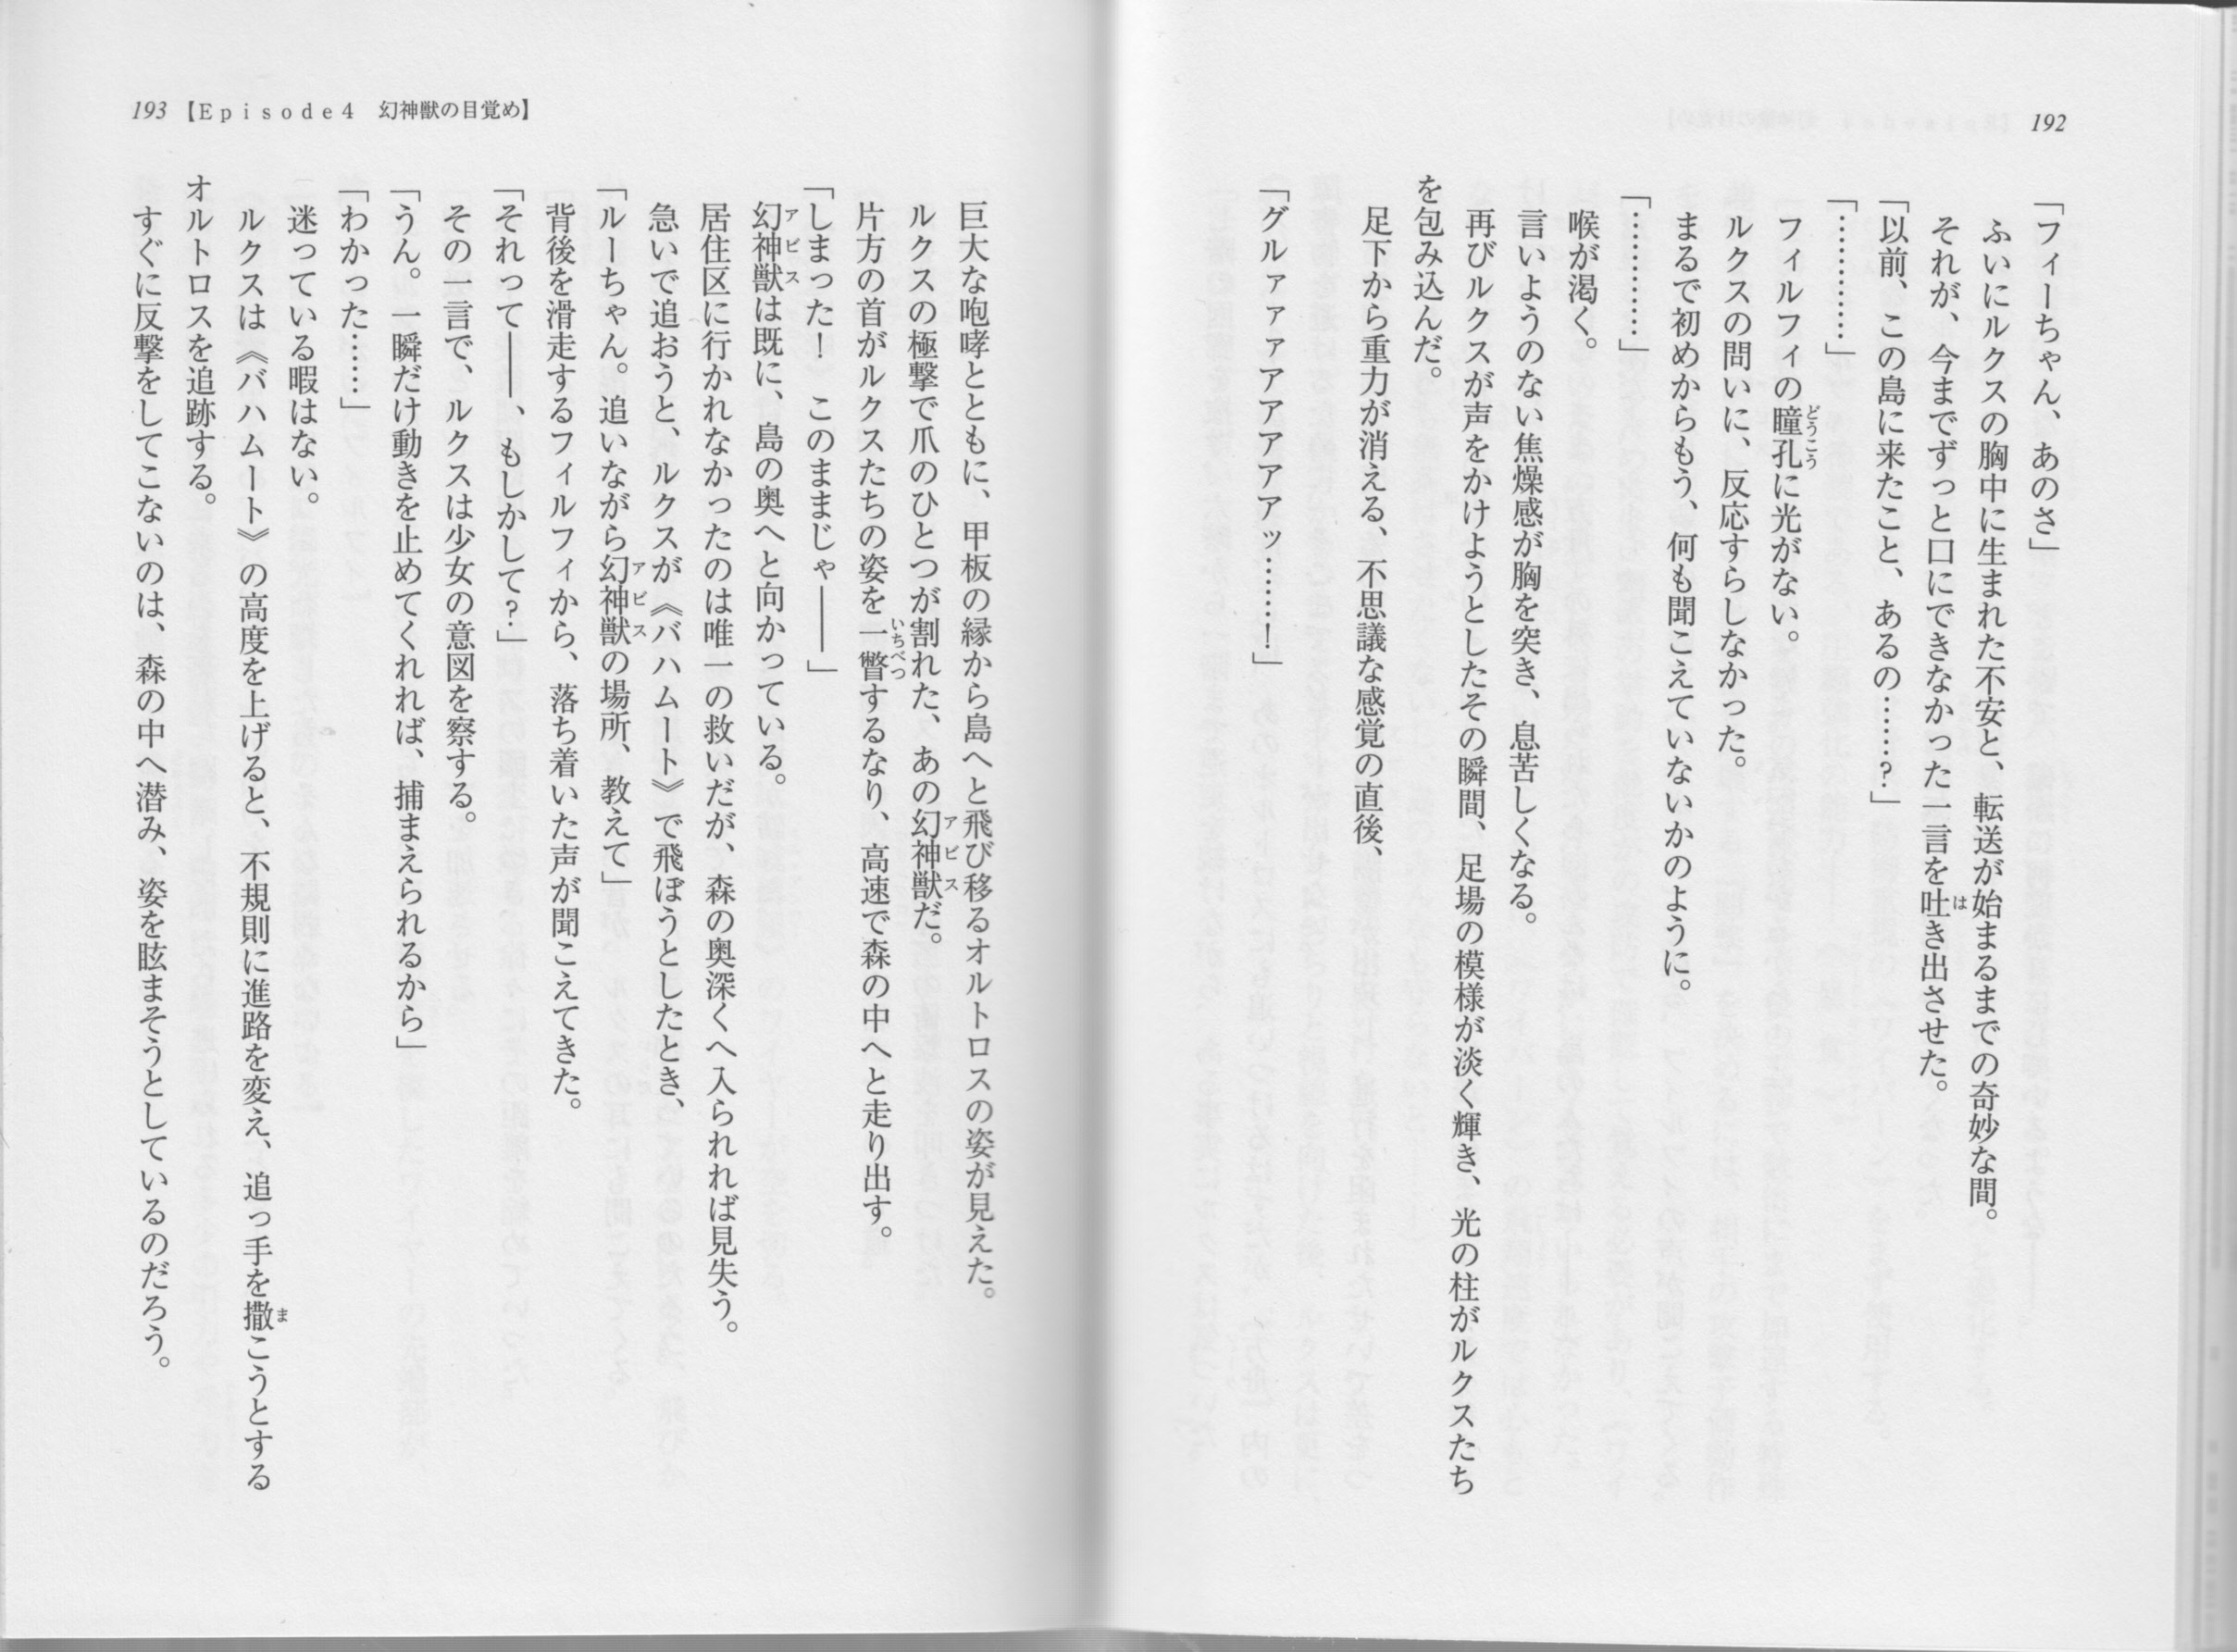 192
「フィーちゃん、あのさ」
ふいにルクスの胸中に生まれた不安と、転送が始まるまでの奇妙な間。
それが、今までずっと口にできなかった一言を吐き出させた。
「以前、この島に来たこと、あるの……?」
「…………」
フィルフィの瞳孔に光がない。
ルクスの問いに、反応すらしなかった。
まるで初めからもう、何も聞こえていないかのように。
「…………」
喉が渇く。
言いようのない焦燥感が胸を突き、息苦しくなる。
再びルクスが声をかけようとしたその瞬間、足場の模様が淡く輝き、光の柱がルクスたち
を包み込んだ。
足下から重力が消える、不思議な感覚の直後、
「グルァァァアアアアアアッ……!」
193 【Episode4 幻神獣の目覚め】
巨大な咆哮とともに、甲板の縁から島へと飛び移るオルトロスの姿が見えた。
ルクスの極撃で爪のひとつが割れた、あの幻神獣だ。
片方の首がルクスたちの姿を一瞥するなり、高速で森の中へと走り出す。
「しまった! このままじゃ――」
幻神獣は既に、島の奥へと向かっている。
居住区に行かれなかったのは唯一の救いだが、森の奥深くへ入られれば見失う。
急いで追おうと、ルクスが《バハムート》で飛ぼうとしたとき、
「ルーちゃん。追いながら幻神獣の場所、教えて」
背後を滑走するフィルフィから、落ち着いた声が聞こえてきた。
「それって――、もしかして?」
その一言で、ルクスは少女の意図を察する。
「うん。一瞬だけ動きを止めてくれれば、捕まえられるから」
「わかった……」
迷っている暇はない。
ルクスは《バハムート》の高度を上げると、不規則に進路を変え、追っ手を撒こうとする
オルトロスを追跡する。
すぐに反撃をしてこないのは、森の中へ潜み、姿を眩まそうとしているのだろう。